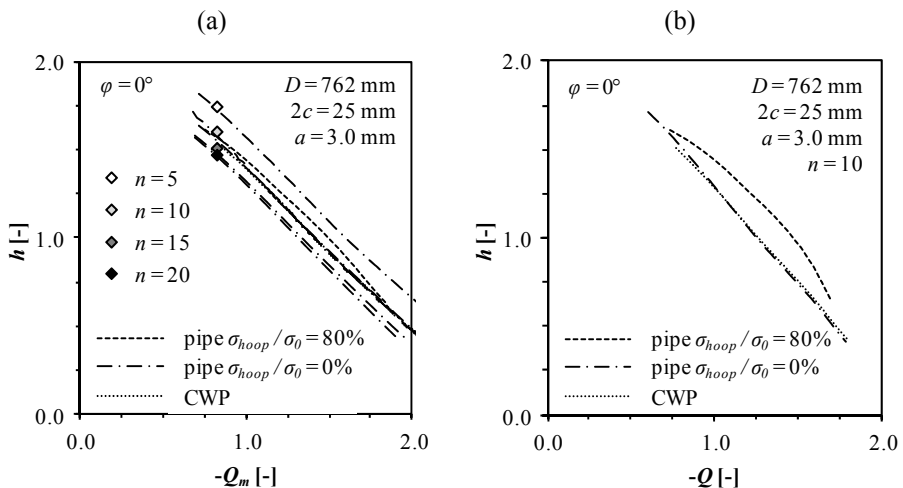 (a)
2.0
φ = 0°
D = 762 mm
2c = 25 mm
a = 3.0 mm
n = 5
n = 10
n = 15
n = 20
1.0
h [-]
pipe σhoop / σ0 = 80%
pipe σhoop / σ0 = 0%
CWP
0.0
0.0
1.0
2.0
-Qm [-]
(b)
2.0
φ = 0°
D = 762 mm
2c = 25 mm
a = 3.0 mm
n = 10
1.0
h [-]
pipe σhoop / σ0 = 80%
pipe σhoop / σ0 = 0%
CWP
0.0
0.0
1.0
2.0
-Q [-]